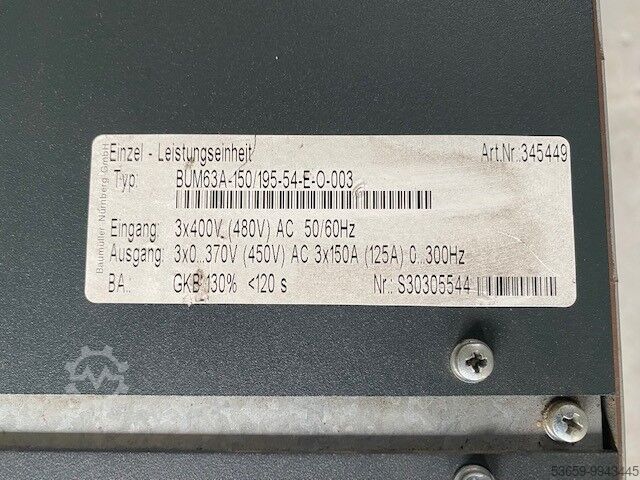 Baumüller Nürnberg GmbH
Einzel - Leistungseinheit Art.Nr.:345449
Typ: BUM63A-150/195-54-E-O-003
Eingang: 3x400V (480V) AC 50/60Hz
Ausgang: 3x0..370V (450V) AC 3x150A (125A) 0..300Hz
BA.: GKB 130% <120 s Nr.: S30305544
53659-9943445